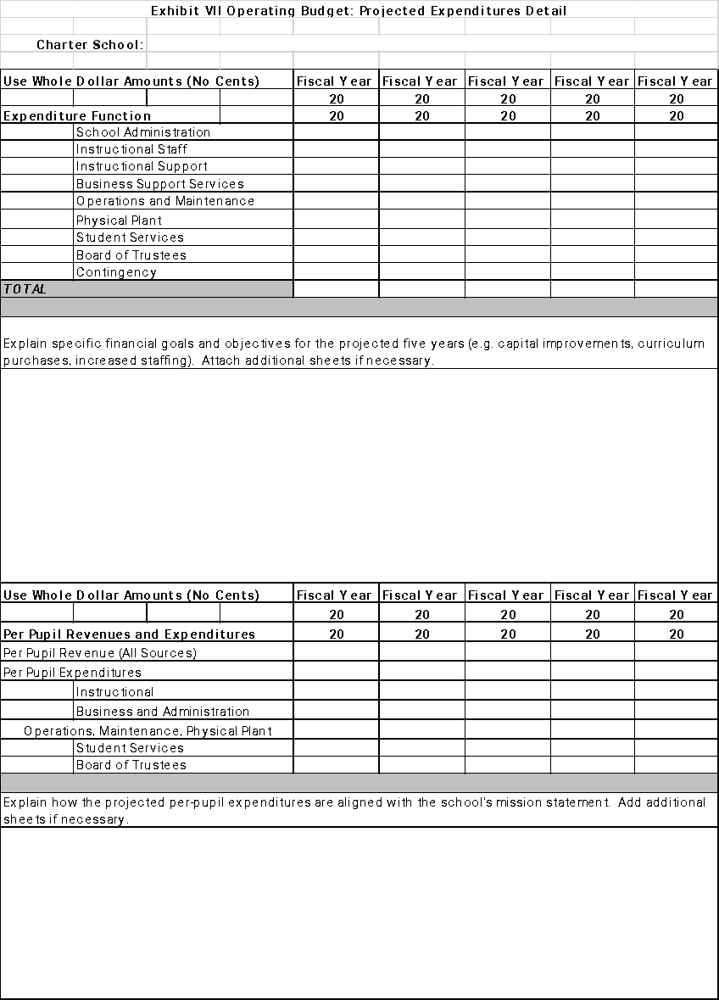 Exhibit VII Operating Budget: Projected Expenditures Detail
Charter School:
Use Whole Dollar Amounts (No Cents) Fiscal Year Fiscal Year Fiscal Year Fiscal Year Fiscal Year
20 20 20 20 20
Expenditure Function 20 20 20 20 20
School Administration
Instructional Staff
Instructional Support
Business Support Services
Operations and Maintenance
Physical Plant
Student Services
Board of Trustees
Contingency
TOTAL
Explain specific financial goals and objectives for the projected five years (e.g. capital improvements, curriculum
purchases, increased staffing). Attach additional sheets if necessary.
Use Whole Dollar Amounts (No Cents) Fiscal Year Fiscal Year Fiscal Year Fiscal Year Fiscal Year
20 20 20 20 20
Per Pupil Revenues and Expenditures 20 20 20 20 20
Per Pupil Revenue (All Sources)
Per Pupil Expenditures
Instructional
Business and Administration
Operations, Maintenance, Physical Plant
Student Services
Board of Trustees
Explain how the projected per-pupil expenditures are aligned with the school's mission statement. Add additional
sheets if necessary.